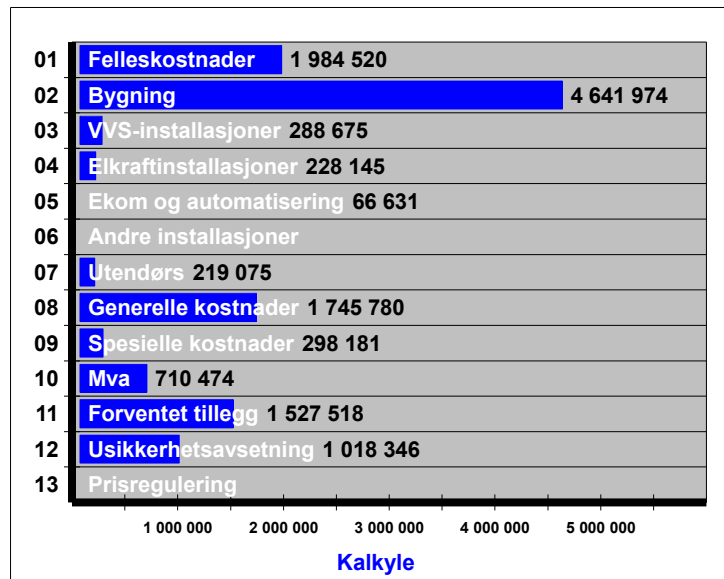 01 Felleskostnader 1 984 520
02 Bygning 4 641 974
03 VVS-installasjoner 288 675
04 Elkraftinstallasjoner 228 145
05 Ekom og automatisering 66 631
06 Andre installasjoner
07 Utendørs 219 075
08 Generelle kostnader 1 745 780
09 Spesielle kostnader 298 181
10 Mva 710 474
11 Forventet tillegg 1 527 518
12 Usikkerhetsavsetning 1 018 346
13 Prisregulering
1 000 000 2 000 000 3 000 000 4 000 000 5 000 000
Kalkyle